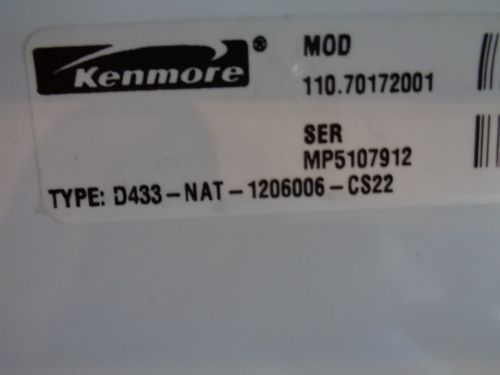 Kenmore®
MOD
110.70172001
SER
MP5107912
TYPE: D433-NAT-1206006-CS22